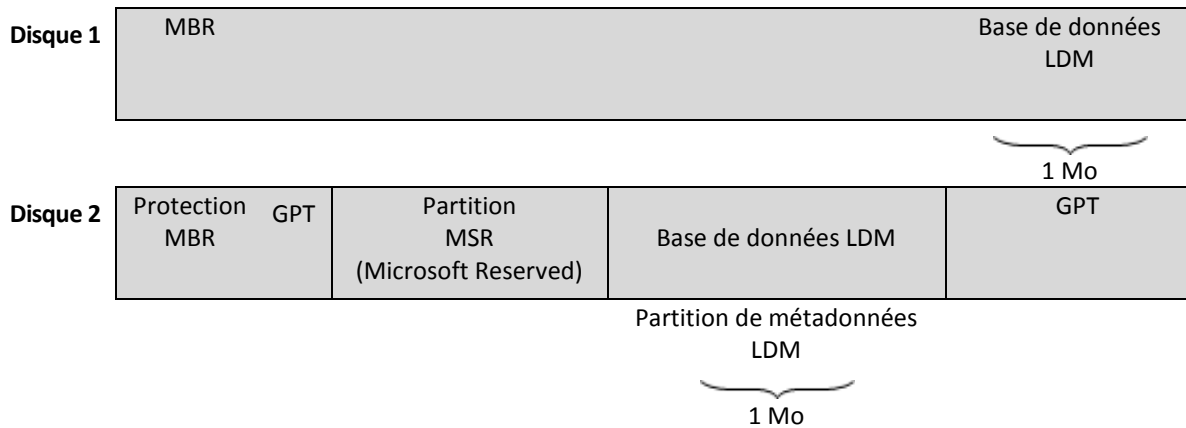 Disque 1
MBR
Base de données
LDM
1 Mo
Disque 2
Protection
MBR
GPT
Partition
MSR
(Microsoft Reserved)
Base de données LDM
GPT
Partition de métadonnées
LDM
1 Mo